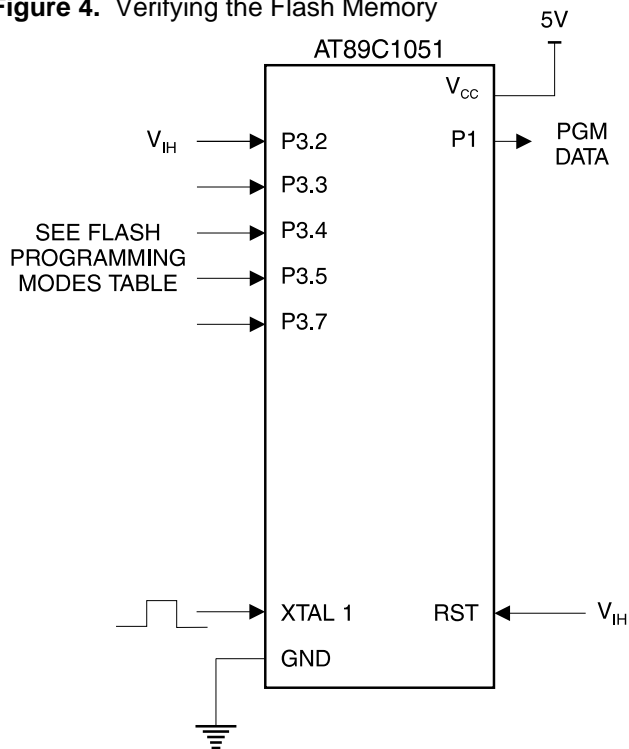 Figure 4. Verifying the Flash Memory
5V
AT89C1051
VCC
VIH
P3.2
P1
PGM
DATA
P3.3
SEE FLASH
PROGRAMMING
MODES TABLE
P3.4
P3.5
P3.7
XTAL 1
RST
VIH
GND